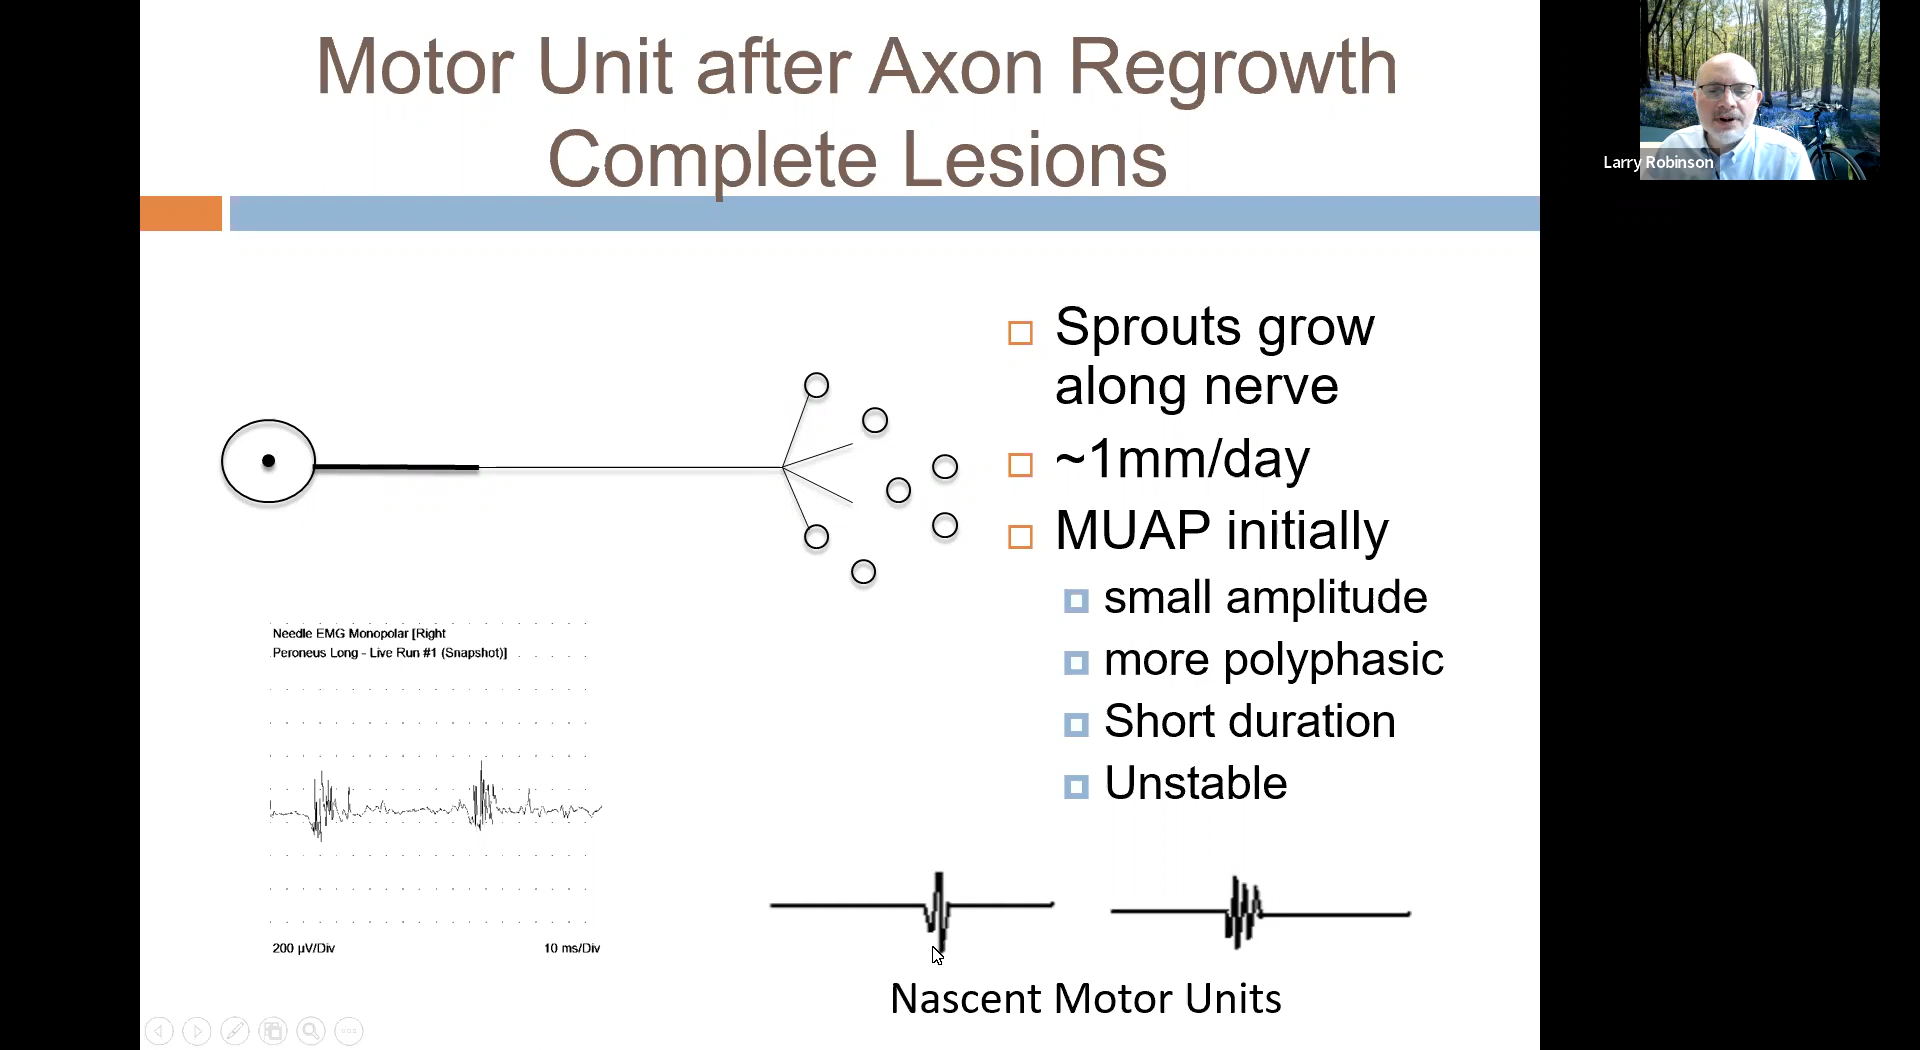 Motor Unit after Axon Regrowth
Complete Lesions
Larry Robinson
Sprouts grow
along nerve
~1mm/day
MUAP initially
small amplitude
more polyphasic
Short duration
Unstable
Needle EMG Monopolar [Right
Peroneus Long - Live Run #1 (Snapshot)]
200 µV/Div
10 ms/Div
Nascent Motor Units